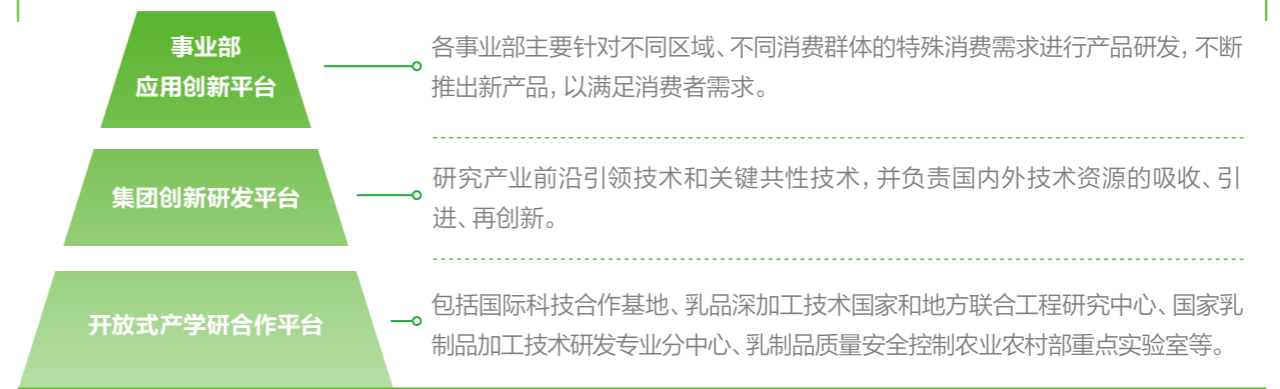 事业部
应用创新平台
各事业部主要针对不同区域、不同消费群体的特殊消费需求进行产品研发，不断
推出新产品，以满足消费者需求。
集团创新研发平台
研究产业前沿引领技术和关键共性技术，并负责国内外技术资源的吸收、引
进、再创新。
开放式产学研合作平台
包括国际科技合作基地、乳品深加工技术国家和地方联合工程研究中心、国家乳
制品加工技术研发专业分中心、乳制品质量安全控制农业农村部重点实验室等。